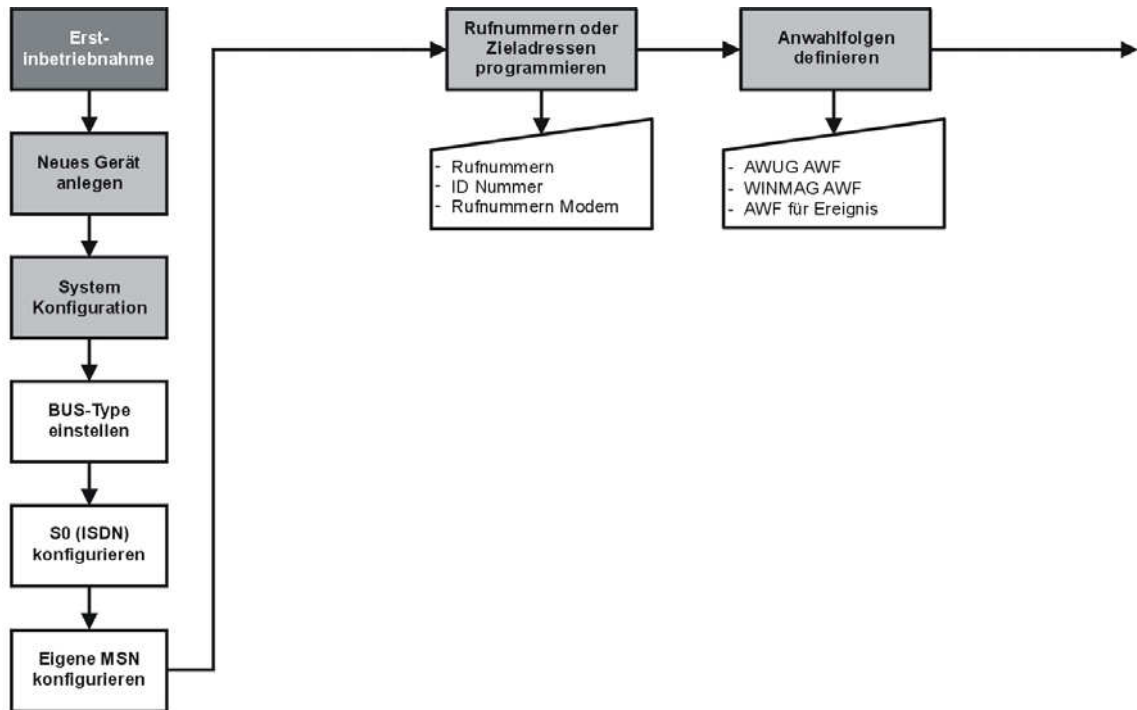 Erst-
inbetriebnahme
Neues Gerät
anlegen
System
Konfiguration
BUS-Type
einstellen
S0 (ISDN)
konfigurieren
Eigene MSN
konfigurieren
Rufnummern oder
Zieladressen
programmieren
- Rufnummern
- ID Nummer
- Rufnummern Modem
Anwahlfolgen
definieren
- AWUG AWF
- WINMAG AWF
- AWF für Ereignis